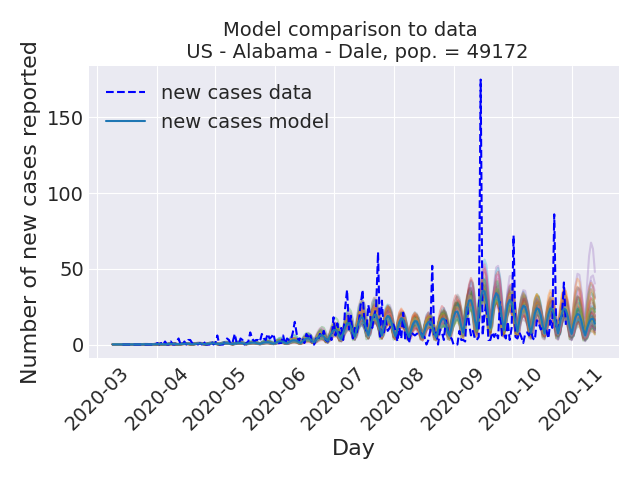 Model comparison to data
US - Alabama - Dale, pop. = 49172
Number of new cases reported
new cases data
new cases model
150
100
50
0
2020-03
2020-04
2020-05
2020-06
2020-07
2020-08
2020-09
2020-10
2020-11
Day